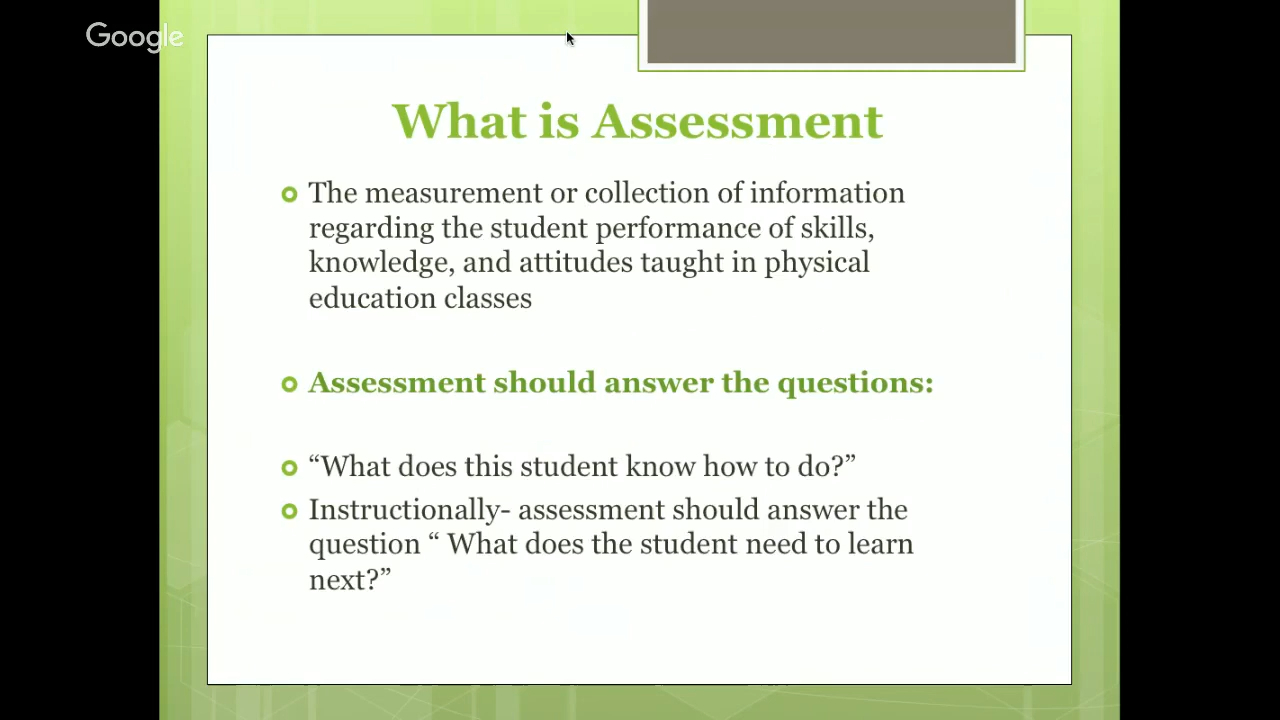 Google
What is Assessment
The measurement or collection of information
regarding the student performance of skills,
knowledge, and attitudes taught in physical
education classes
Assessment should answer the questions:
“What does this student know how to do?”
Instructionally- assessment should answer the
question “ What does the student need to learn
next?”